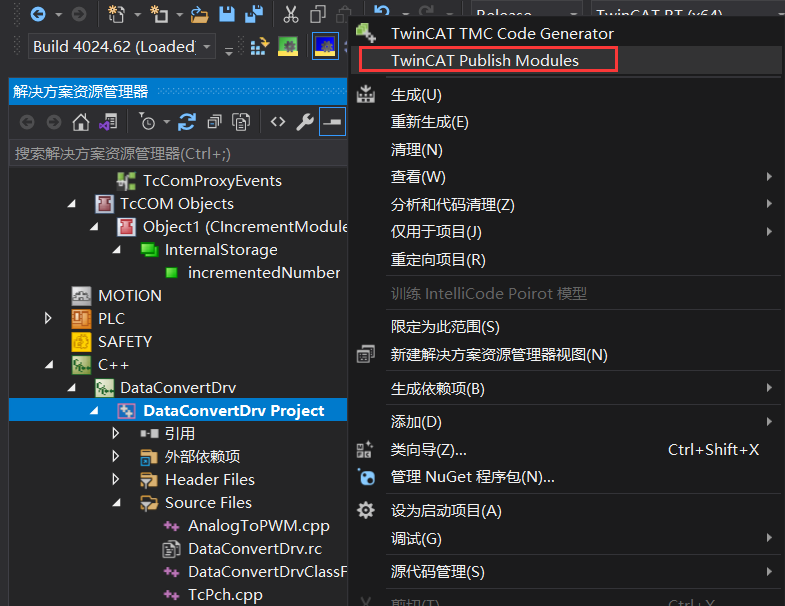 Release
TwinCAT RT (x64)
Build 4024.62 (Loaded)
解决方案资源管理器
搜索解决方案资源管理器(Ctrl+;)
TcComProxyEvents
TcCOM Objects
Object1 (CIncrementModule
InternalStorage
incrementedNumber
MOTION
PLC
SAFETY
C++
DataConvertDrv
DataConvertDrv Project
引用
外部依赖项
Header Files
Source Files
AnalogToPWM.cpp
DataConvertDrv.rc
DataConvertDrvClassF
TcPch.cpp
TwinCAT TMC Code Generator
TwinCAT Publish Modules
生成(U)
重新生成(E)
清理(N)
查看(W)
分析和代码清理(Z)
仅用于项目(J)
重定向项目(R)
训练 IntelliCode Poirot 模型
限定为此范围(S)
新建解决方案资源管理器视图(N)
生成依赖项(B)
添加(D)
类向导(Z)... Ctrl+Shift+X
管理 NuGet 程序包(N)...
设为启动项目(A)
调试(G)
源代码管理(S)
剪切(T) Ctrl+X